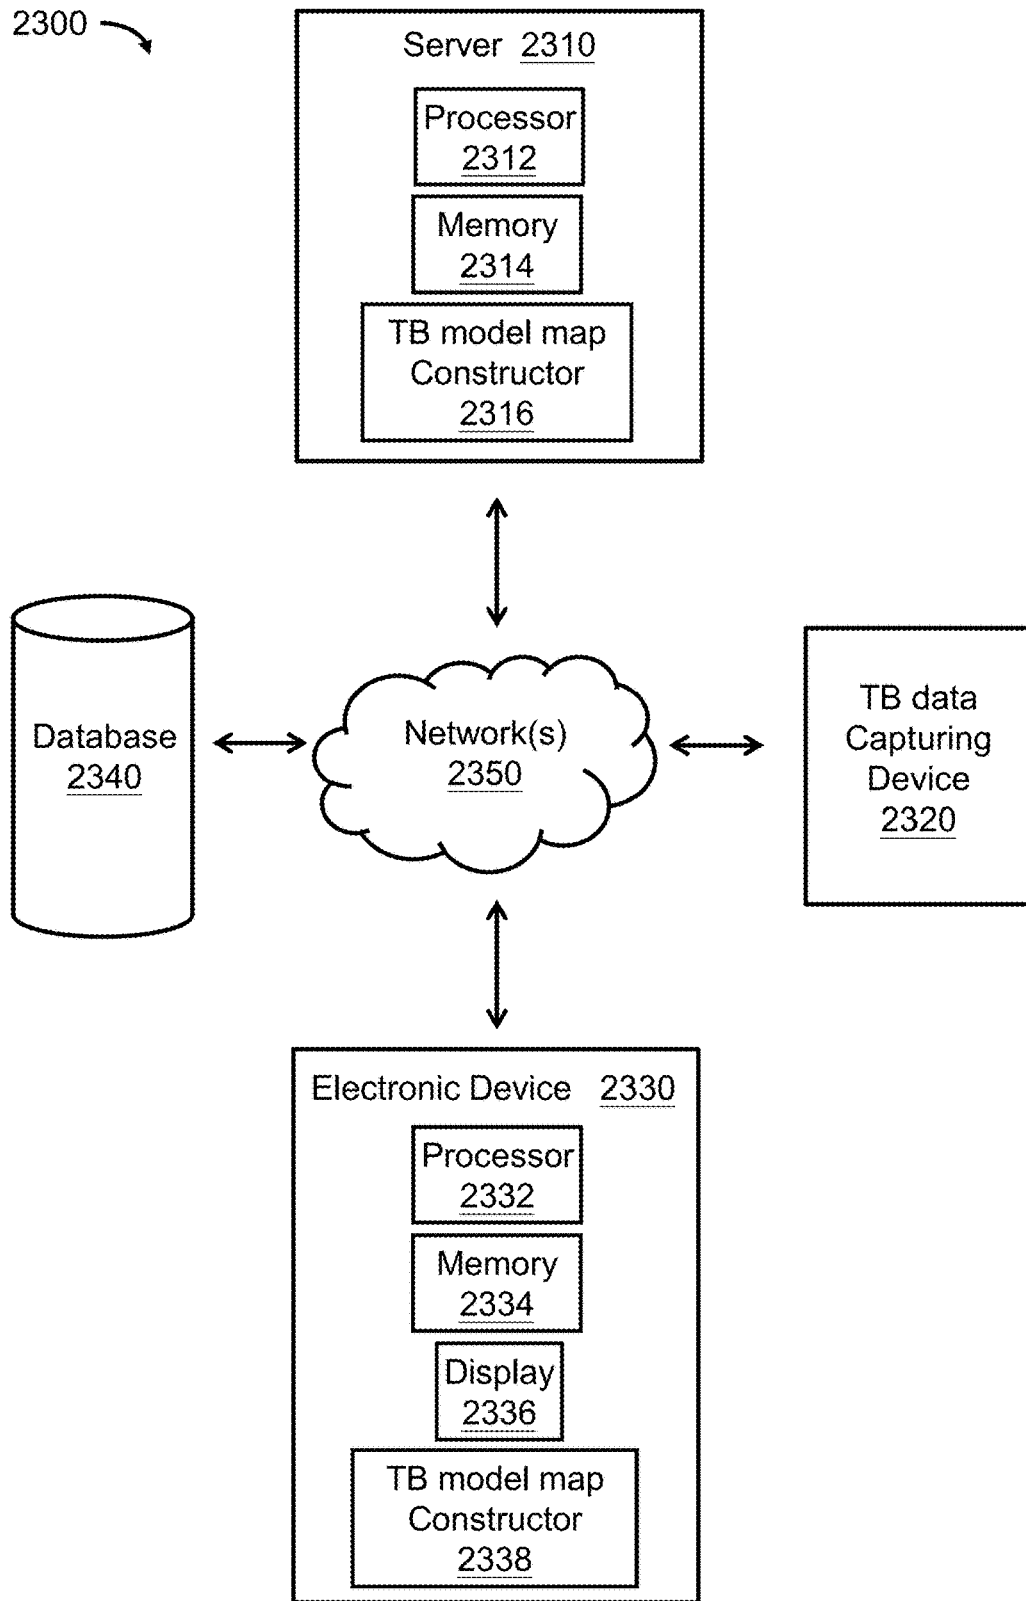 2300
Server 2310
Processor
2312
Memory
2314
TB model map
Constructor
2316
Database
2340
Network(s)
2350
TB data
Capturing
Device
2320
Electronic Device 2330
Processor
2332
Memory
2334
Display
2336
TB model map
Constructor
2338